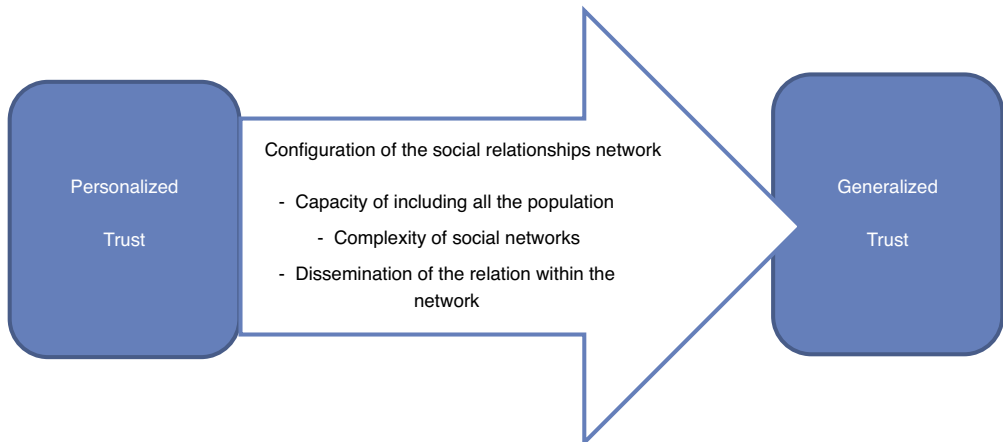 Personalized
Trust
Configuration of the social relationships network
- Capacity of including all the population
- Complexity of social networks
- Dissemination of the relation within the
network
Generalized
Trust